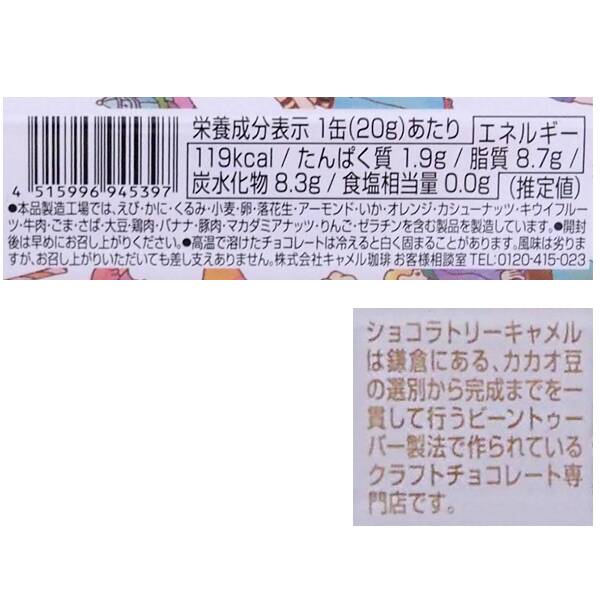 栄養成分表示 1缶(20g)あたり エネルギー
119kcal / たんぱく質 1.9g / 脂質 8.7g /
炭水化物 8.3g / 食塩相当量 0.0g (推定値)
4 515996 945397
●本品製造工場では、えび・かに・くるみ・小麦・卵・落花生・アーモンド・いか・オレンジ・カシューナッツ・キウイフルー
ツ・牛肉・ごま・さば・大豆・鶏肉・バナナ・豚肉・マカダミアナッツ・りんご・ゼラチンを含む製品を製造しています。●開封
後は早めにお召し上がりください。●高温で溶けたチョコレートは冷えると白く固まることがあります。風味は劣りま
すが、お召し上がりいただいても差し支えありません。株式会社キャメル珈琲 お客様相談室 TEL:0120-415-023
ショコラトリーキャメル
は鎌倉にある、カカオ豆
の選別から完成までを一
貫して行うビーントゥー
バー製法で作られている
クラフトチョコレート専
門店です。